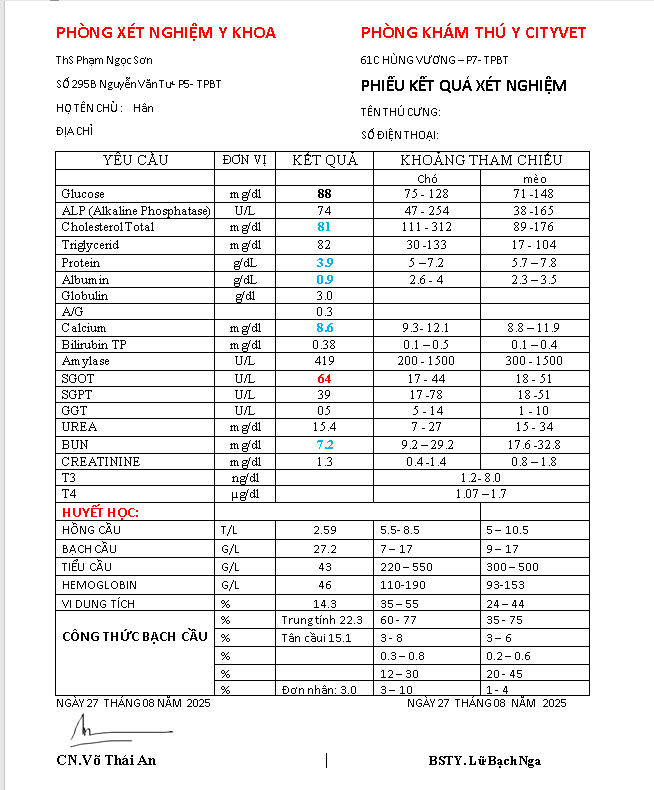 PHÒNG XÉT NGHIỆM Y KHOA
ThS Phạm Ngọc Sơn
SỐ 295B Nguyễn Văn Tư- P5- TPBT
HỌ TÊN CHỦ : Hân
ĐỊA CHỈ
PHÒNG KHÁM THÚ Y CITYVET
61C HÙNG VƯƠNG – P7- TPBT
PHIẾU KẾT QUẢ XÉT NGHIỆM
TÊN THÚ CƯNG:
SỐ ĐIỆN THOẠI:
YÊU CẦU ĐƠN VỊ KẾT QUẢ KHOẢNG THAM CHIẾU
Chó mèo
Glucose mg/dl 88 75 - 128 71 -148
ALP (Alkaline Phosphatase) U/L 74 47 - 254 38 -165
Cholesterol Total mg/dl 81 111 - 312 89 -176
Triglycerid mg/dl 82 30 -133 17 - 104
Protein g/dL 3.9 5 – 7.2 5.7 – 7.8
Albumin g/dL 0.9 2.6 - 4 2.3 – 3.5
Globulin g/dl 3.0
A/G 0.3
Calcium mg/dl 8.6 9.3- 12.1 8.8 – 11.9
Bilirubin TP mg/dl 0.38 0.1 – 0.5 0.1 – 0.4
Amylase U/L 419 200 - 1500 300 - 1500
SGOT U/L 64 17 - 44 18 - 51
SGPT U/L 39 17 -78 18 -51
GGT U/L 05 5 - 14 1 - 10
UREA mg/dl 15.4 7 - 27 15 - 34
BUN mg/dl 7.2 9.2 – 29.2 17.6 -32.8
CREATININE mg/dl 1.3 0.4 -1.4 0.8 – 1.8
T3 ng/dl 1.2- 8.0
T4 µg/dl 1.07 – 1.7
HUYẾT HỌC:
HỒNG CẦU T/L 2.59 5.5- 8.5 5 – 10.5
BẠCH CẦU G/L 27.2 7 – 17 9 – 17
TIỂU CẦU G/L 43 220 – 550 300 – 500
HEMOGLOBIN G/L 46 110-190 93-153
VI DUNG TÍCH % 14.3 35 – 55 24 – 44
CÔNG THỨC BẠCH CẦU
% Trung tính 22.3 60 - 77 35 - 75
% Tân cầui 15.1 3 - 8 3 – 6
% 0.3 – 0.8 0.2 – 0.6
% 12 – 30 20 - 45
% Đơn nhân: 3.0 3 – 10 1 - 4
NGÀY 27 THÁNG 08 NĂM 2025 NGÀY 27 THÁNG 08 NĂM 2025
CN.Võ Thái An BSTY. Lữ Bạch Nga